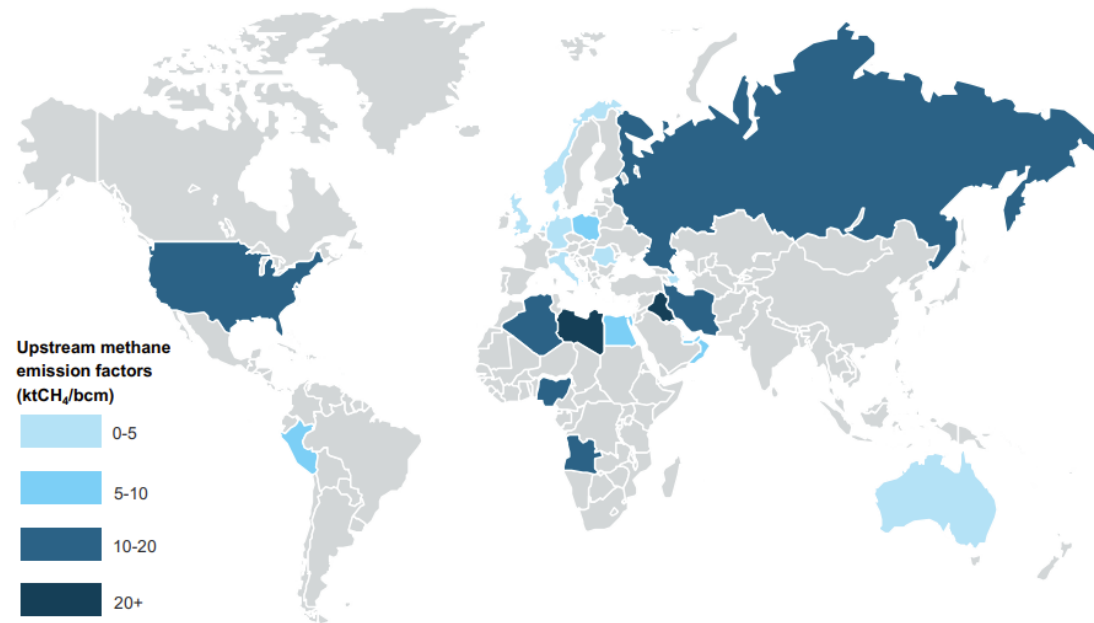 Upstream methane
emission factors
(ktCH₄/bcm)
0-5
5-10
10-20
20+